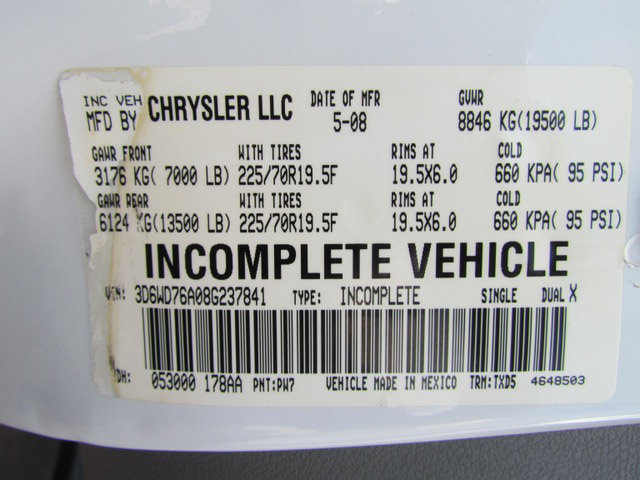 INC VEH
MFD BY CHRYSLER LLC DATE OF MFR GVWR
5-08 8846 KG(19500 LB)
GAWR FRONT WITH TIRES RIMS AT COLD
3176 KG( 7000 LB) 225/70R19.5F 19.5X6.0 660 KPA( 95 PSI)
GAWR REAR WITH TIRES RIMS AT COLD
6124 KG(13500 LB) 225/70R19.5F 19.5X6.0 660 KPA( 95 PSI)
INCOMPLETE VEHICLE
VIN: 3D6WD76A08G237841 TYPE: INCOMPLETE SINGLE DUAL X
MDH: 053000 178AA PNT:PW7 VEHICLE MADE IN MEXICO TRM:TXD5 4648503